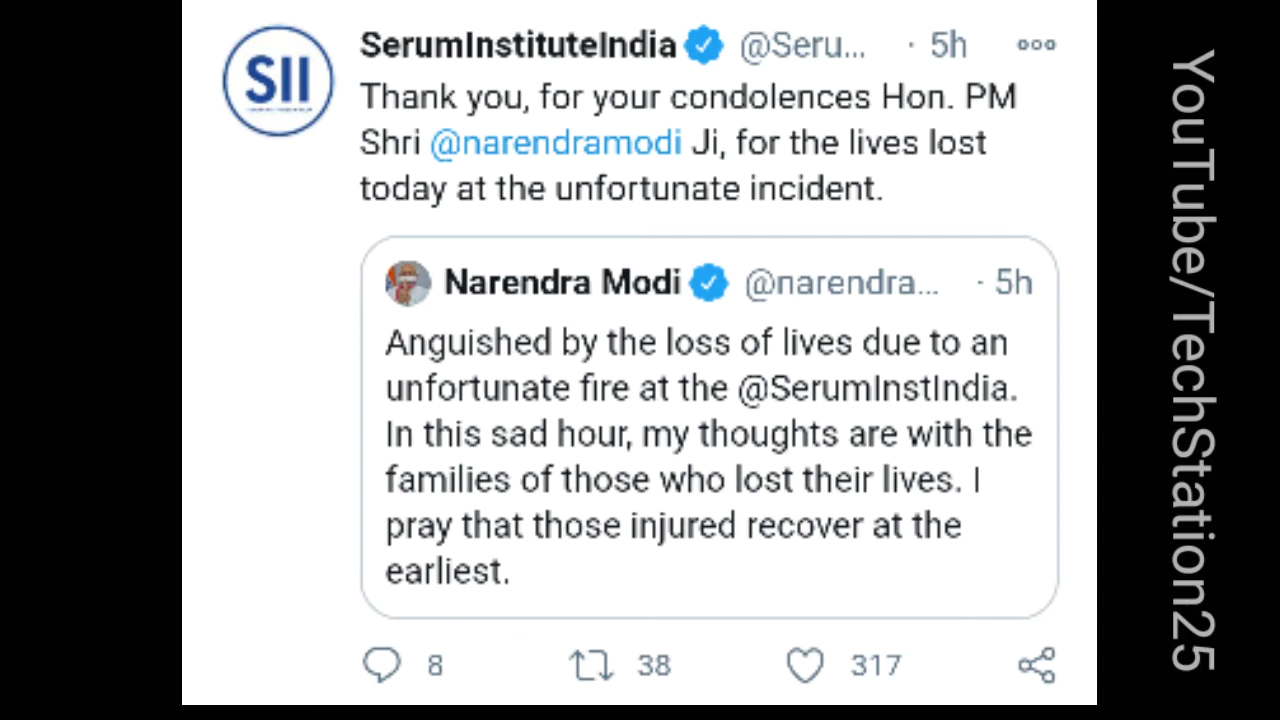 SII
SerumInstituteIndia @Seru... · 5h
Thank you, for your condolences Hon. PM
Shri @narendramodi Ji, for the lives lost
today at the unfortunate incident.
Narendra Modi @narendra... · 5h
Anguished by the loss of lives due to an
unfortunate fire at the @SerumInstIndia.
In this sad hour, my thoughts are with the
families of those who lost their lives. I
pray that those injured recover at the
earliest.
8 38 317
YouTube/TechStation25